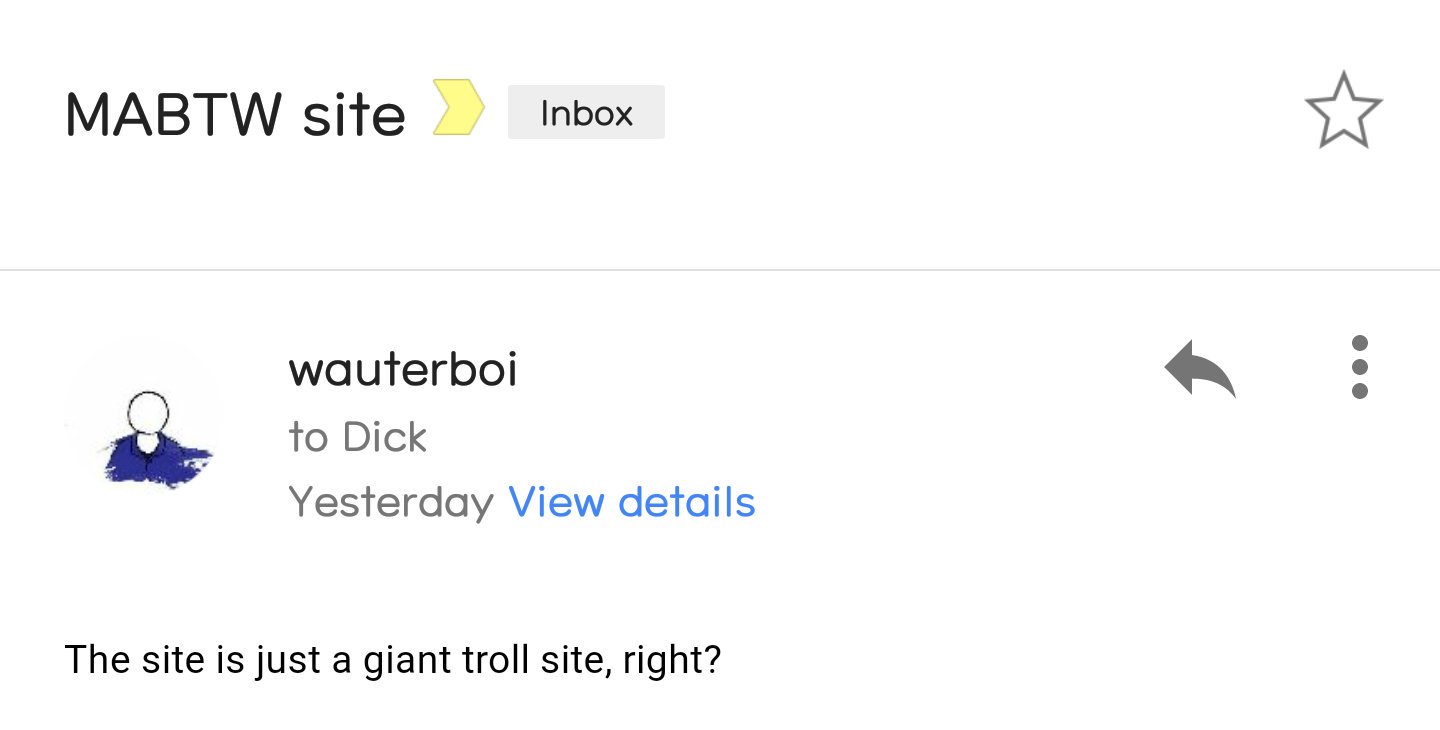 MABTW site Inbox
wauterboi
to Dick
Yesterday View details
The site is just a giant troll site, right?